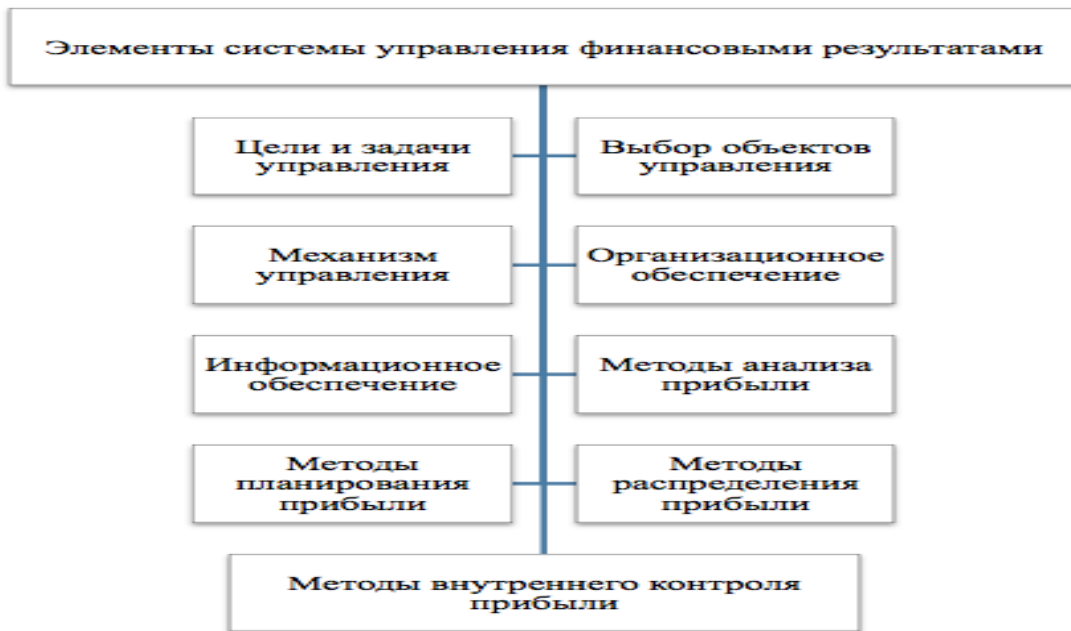 Элементы системы управления финансовыми результатами
Цели и задачи
управления
Выбор объектов
управления
Механизм
управления
Организационное
обеспечение
Информационное
обеспечение
Методы анализа
прибыли
Методы
планирования
прибыли
Методы
распределения
прибыли
Методы внутреннего контроля
прибыли